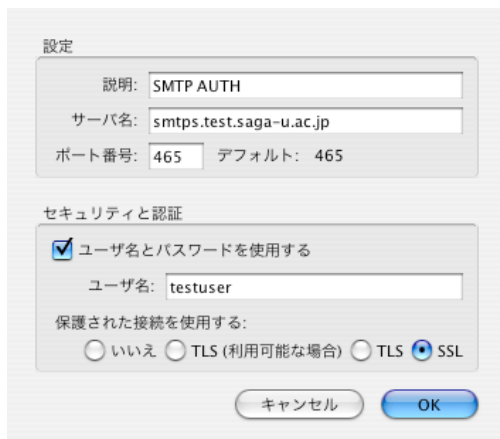 設定
説明: SMTP AUTH
サーバ名: smtps.test.saga-u.ac.jp
ポート番号: 465 デフォルト: 465
セキュリティと認証
ユーザ名とパスワードを使用する
ユーザ名: testuser
保護された接続を使用する:
いいえ TLS (利用可能な場合) TLS SSL
キャンセル OK